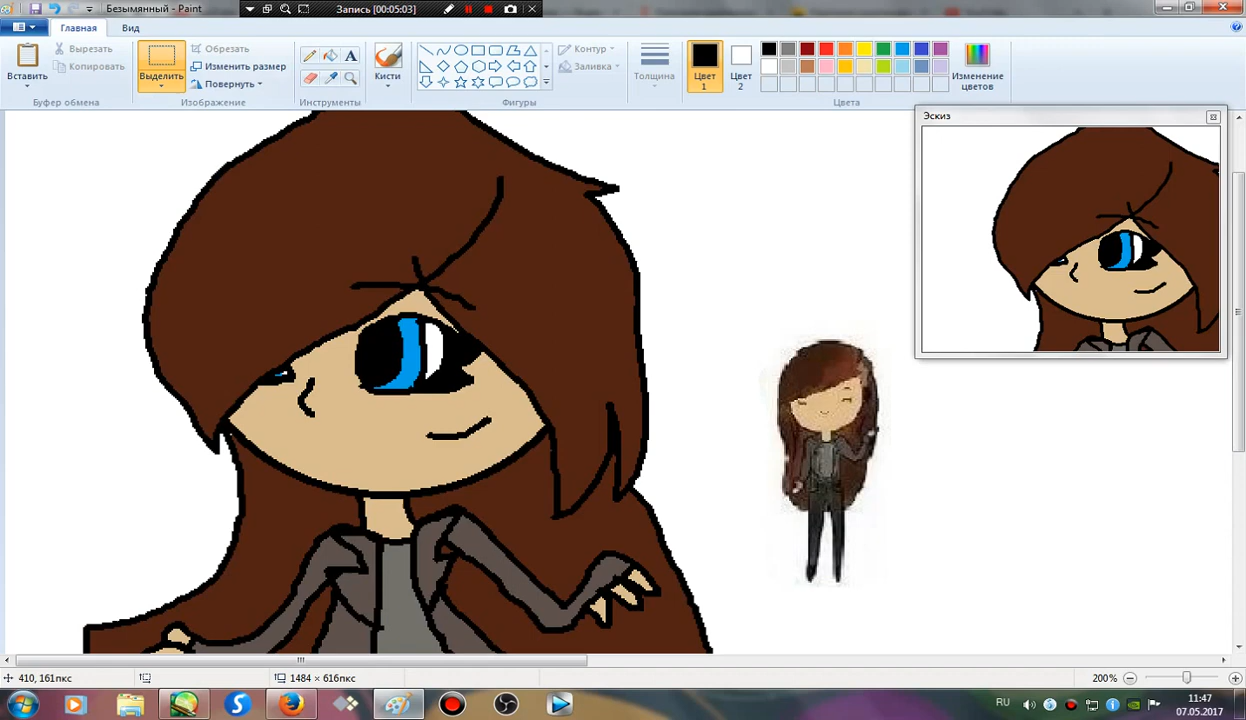 Безымянный - Paint
Запись [00:05:03]
Главная
Вид
Вставить
Вырезать
Копировать
Буфер обмена
Выделить
Обрезать
Изменить размер
Повернуть
Изображение
A
Инструменты
Кисти
Контур
Заливка
Фигуры
Толщина
Цвет 1
Цвет 2
Изменение цветов
Цвета
Эскиз
410, 161пкс
1484 × 616пкс
200%
S
RU
11:47
07.05.2017